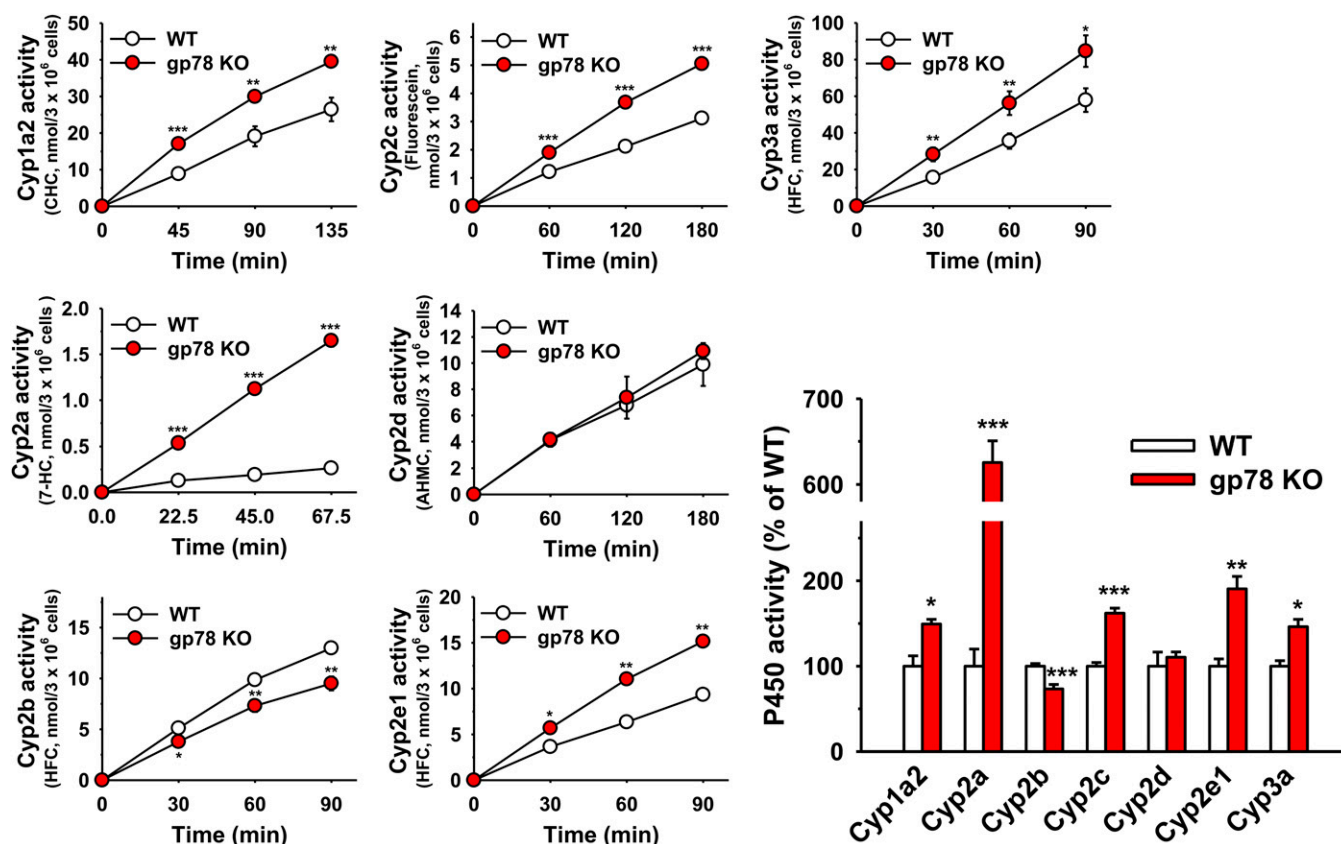 Cyp1a2 activity
(CHC, nmol/3 x 10⁶ cells)
50
40
30
20
10
0
WT
gp78 KO
***
**
**
0 45 90 135
Time (min)
Cyp2c activity
(Fluorescein,
nmol/3 x 10⁶ cells)
6
5
4
3
2
1
0
WT
gp78 KO
***
***
***
0 60 120 180
Time (min)
Cyp3a activity
(HFC, nmol/3 x 10⁶ cells)
100
80
60
40
20
0
WT
gp78 KO
**
**
*
0 30 60 90
Time (min)
Cyp2a activity
(7-HC, nmol/3 x 10⁶ cells )
2.0
1.5
1.0
0.5
0.0
WT
gp78 KO
***
***
***
0.0 22.5 45.0 67.5
Time (min)
Cyp2d activity
(AHMC, nmol/3 x 10⁶ cells)
14
12
10
8
6
4
2
0
WT
gp78 KO
0 60 120 180
Time (min)
Cyp2b activity
(HFC, nmol/3 x 10⁶ cells)
15
10
5
0
WT
gp78 KO
*
**
**
0 30 60 90
Time (min)
Cyp2e1 activity
(HFC, nmol/3 x 10⁶ cells)
20
15
10
5
0
WT
gp78 KO
*
**
**
0 30 60 90
Time (min)
P450 activity (% of WT)
700
600
200
100
0
WT
gp78 KO
*
***
***
***
**
*
Cyp1a2
Cyp2a
Cyp2b
Cyp2c
Cyp2d
Cyp2e1
Cyp3a